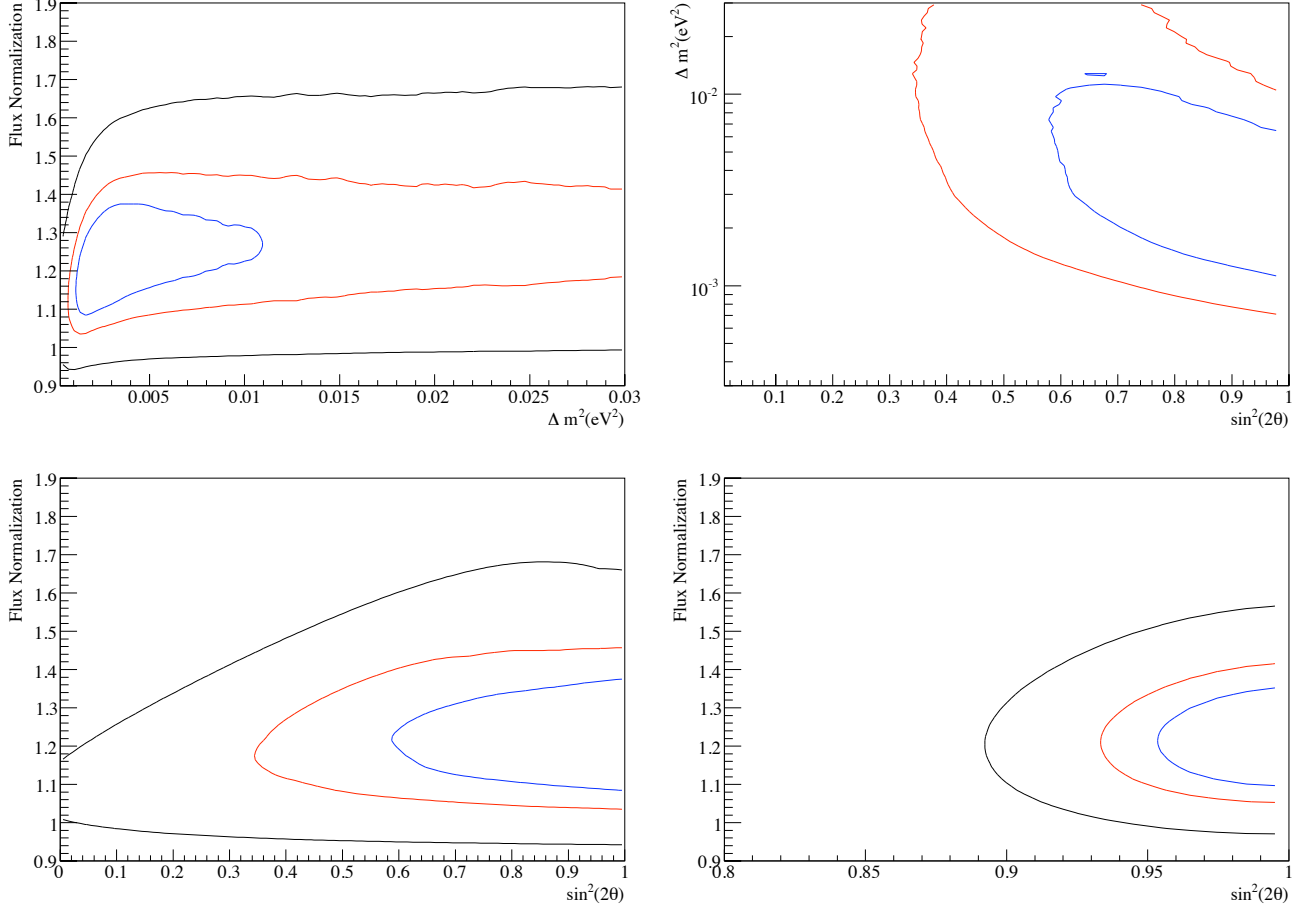 Flux Normalization
1.9
1.8
1.7
1.6
1.5
1.4
1.3
1.2
1.1
1
0.9
0.005 0.01 0.015 0.02 0.025 0.03
Δ m²(eV²)
Δ m²(eV²)
10⁻²
10⁻³
0.1 0.2 0.3 0.4 0.5 0.6 0.7 0.8 0.9 1
sin²(2θ)
Flux Normalization
1.9
1.8
1.7
1.6
1.5
1.4
1.3
1.2
1.1
1
0.9
0 0.1 0.2 0.3 0.4 0.5 0.6 0.7 0.8 0.9 1
sin²(2θ)
Flux Normalization
1.9
1.8
1.7
1.6
1.5
1.4
1.3
1.2
1.1
1
0.9
0.8 0.85 0.9 0.95 1
sin²(2θ)